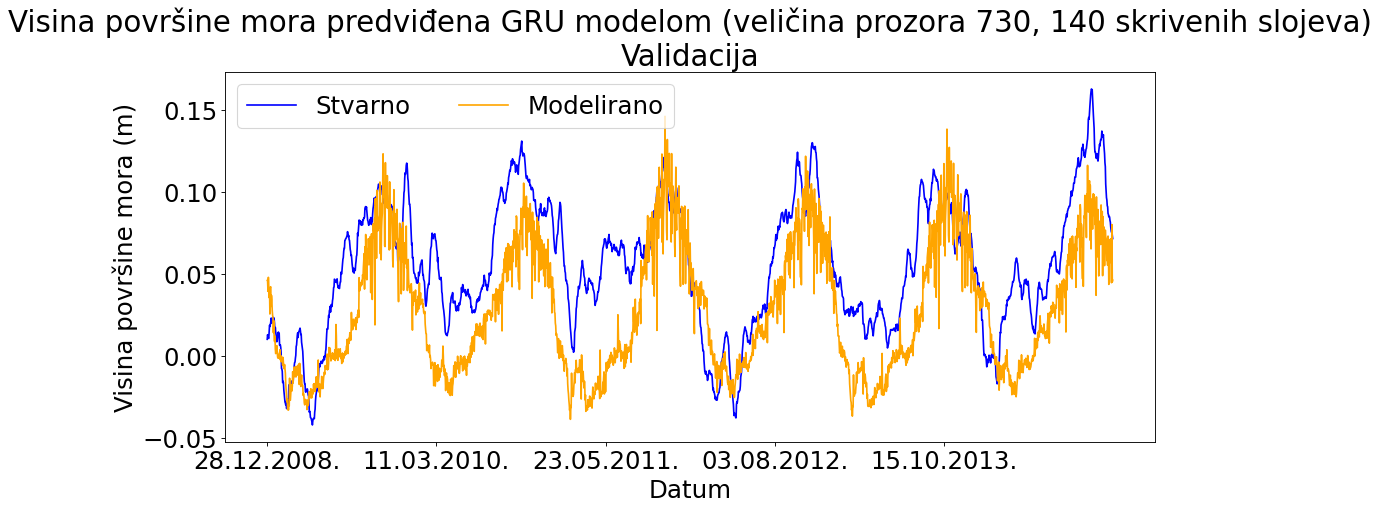 Visina površine mora predviđena GRU modelom (veličina prozora 730, 140 skrivenih slojeva)
Validacija
Stvarno
Modelirano
Visina površine mora (m)
0.15
0.10
0.05
0.00
−0.05
28.12.2008.
11.03.2010.
23.05.2011.
03.08.2012.
15.10.2013.
Datum